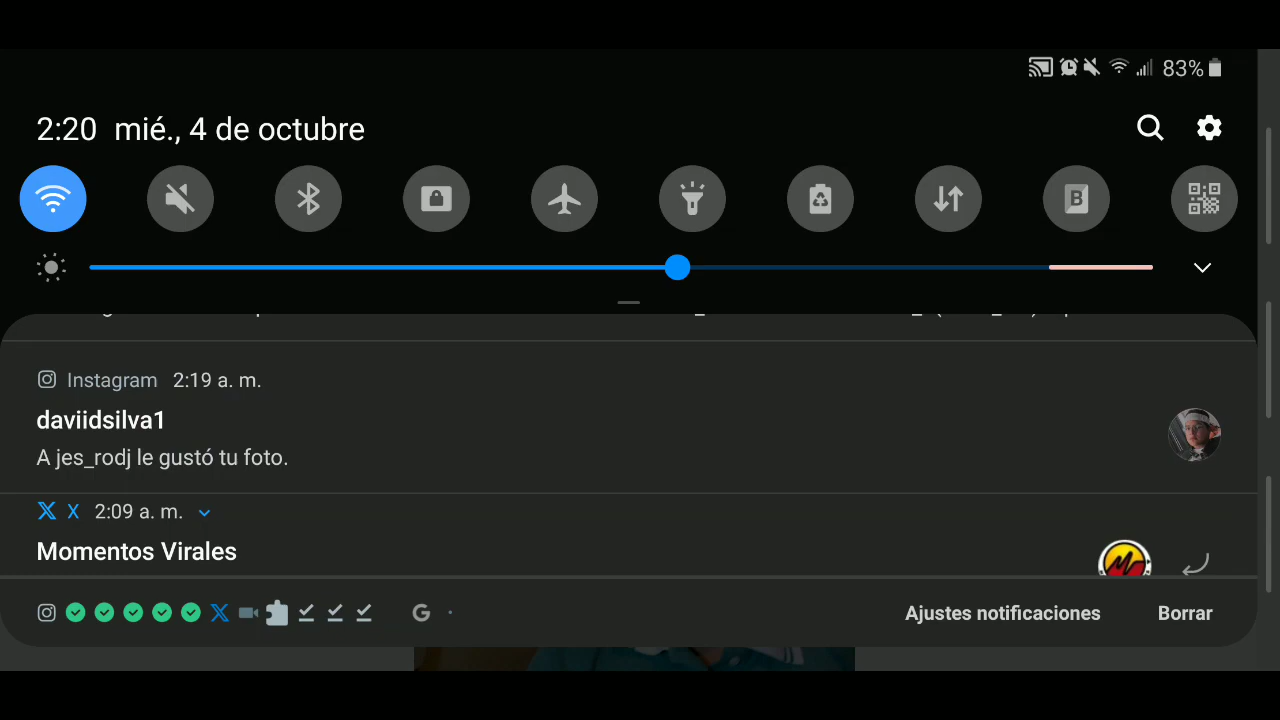 83%
2:20 mié., 4 de octubre
Instagram 2:19 a. m.
daviidsilva1
A jes_rodj le gustó tu foto.
X 2:09 a. m.
Momentos Virales
Ajustes notificaciones Borrar